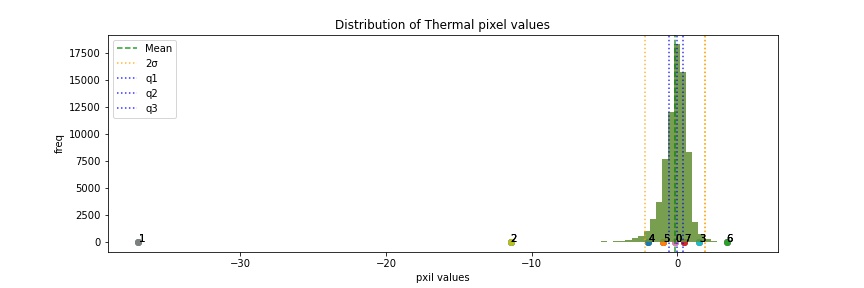 Distribution of Thermal pixel values
Mean
2σ
q1
q2
q3
freq
17500
15000
12500
10000
7500
5000
2500
0
1
2
4
5
0
7
3
6
−30
−20
−10
0
pxil values